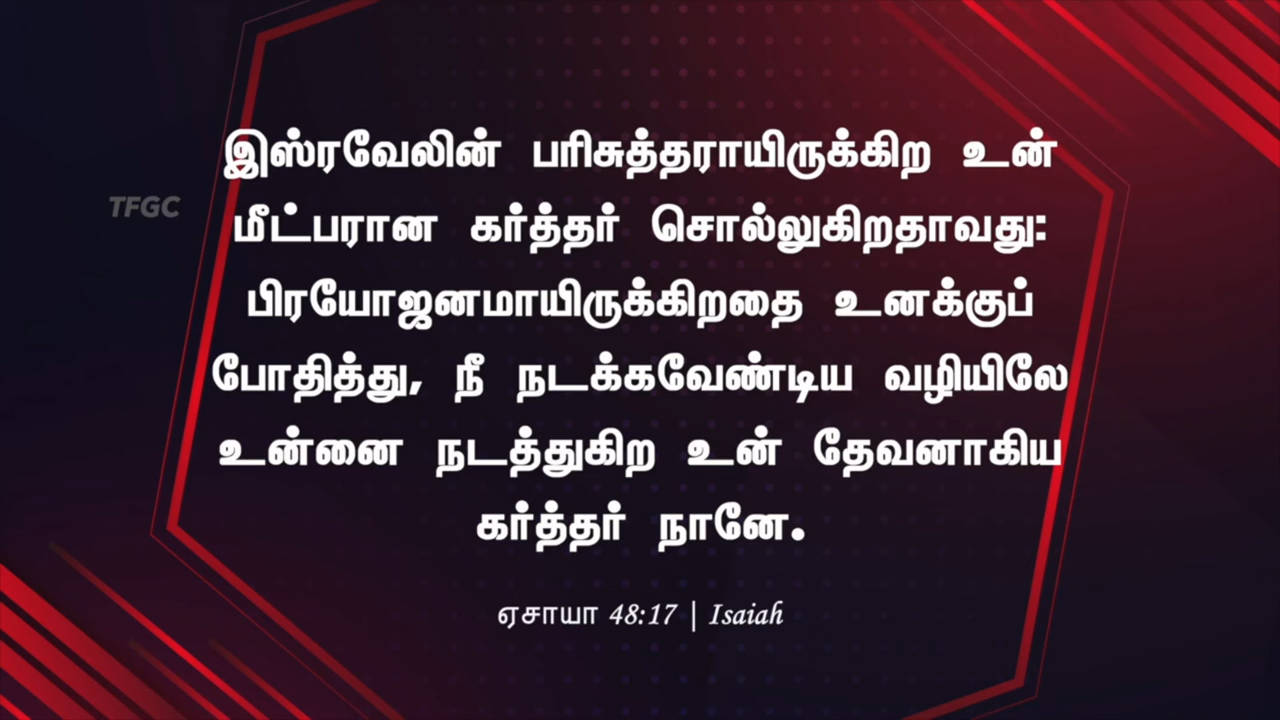 இஸ்ரவேலின் பரிசுத்தராயிருக்கிற உன்
TFGC
மீட்பரான கர்த்தர் சொல்லுகிறதாவது:
பிரயோஜனமாயிருக்கிறதை உனக்குப்
போதித்து, நீ நடக்கவேண்டிய வழியிலே
உன்னை நடத்துகிற உன் தேவனாகிய
கர்த்தர் நானே.
ஏசாயா 48:17 | Isaiah